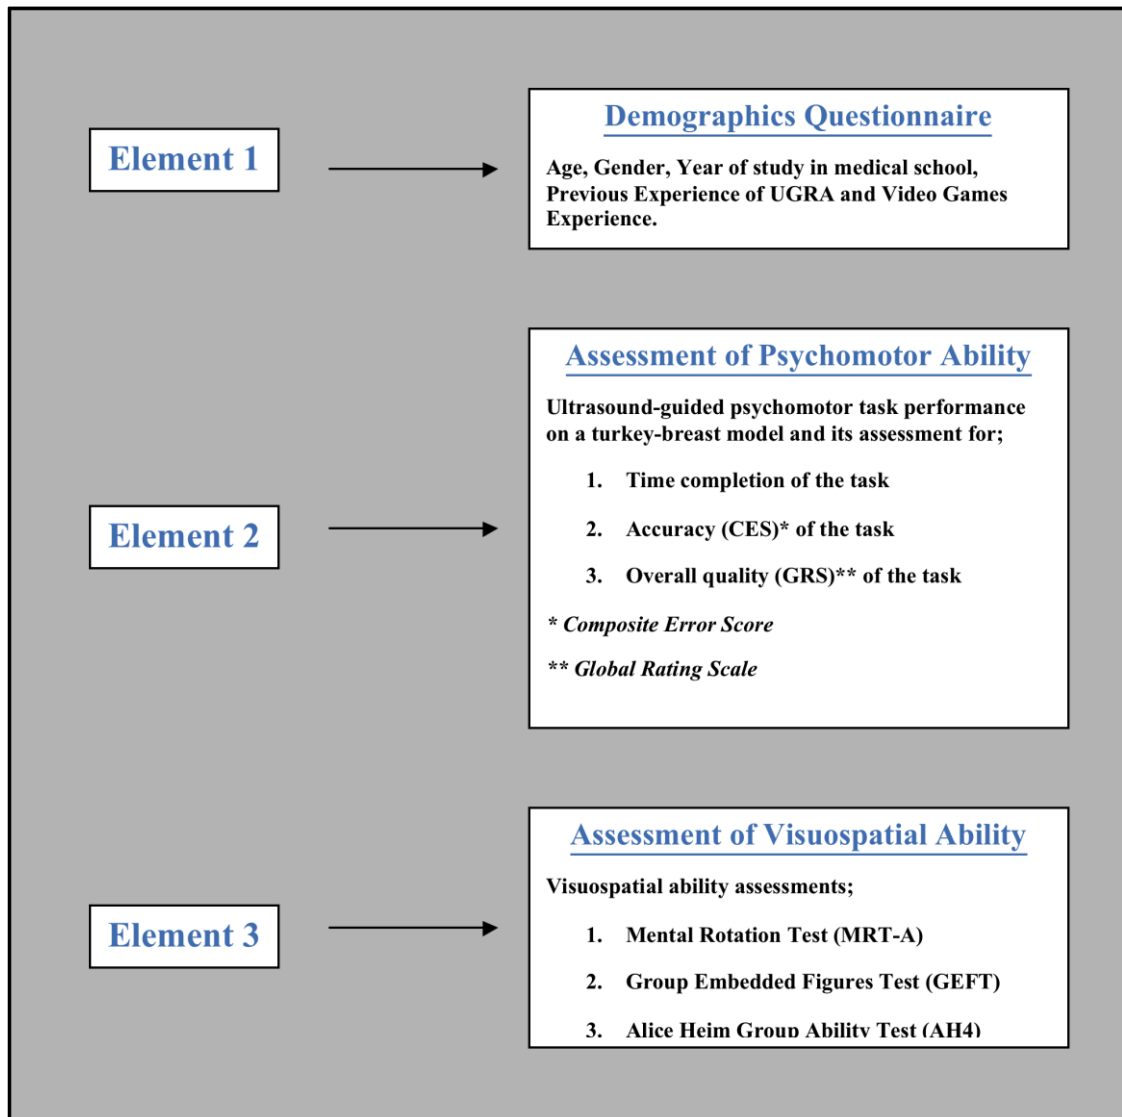 Element 1
Demographics Questionnaire
Age, Gender, Year of study in medical school,
Previous Experience of UGRA and Video Games
Experience.
Element 2
Assessment of Psychomotor Ability
Ultrasound-guided psychomotor task performance
on a turkey-breast model and its assessment for;
1. Time completion of the task
2. Accuracy (CES)* of the task
3. Overall quality (GRS)** of the task
* Composite Error Score
** Global Rating Scale
Element 3
Assessment of Visuospatial Ability
Visuospatial ability assessments;
1. Mental Rotation Test (MRT-A)
2. Group Embedded Figures Test (GEFT)
3. Alice Heim Group Ability Test (AH4)